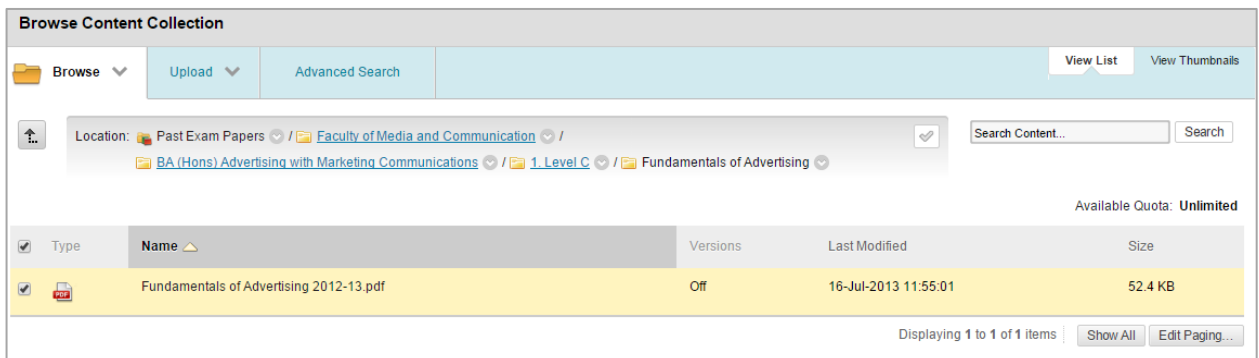 Browse Content Collection
Browse Upload Advanced Search View List View Thumbnails
Location: Past Exam Papers / Faculty of Media and Communication / Search Content... Search
BA (Hons) Advertising with Marketing Communications / 1. Level C / Fundamentals of Advertising
Available Quota: Unlimited
Type Name Versions Last Modified Size
PDF Fundamentals of Advertising 2012-13.pdf Off 16-Jul-2013 11:55:01 52.4 KB
Displaying 1 to 1 of 1 items Show All Edit Paging...